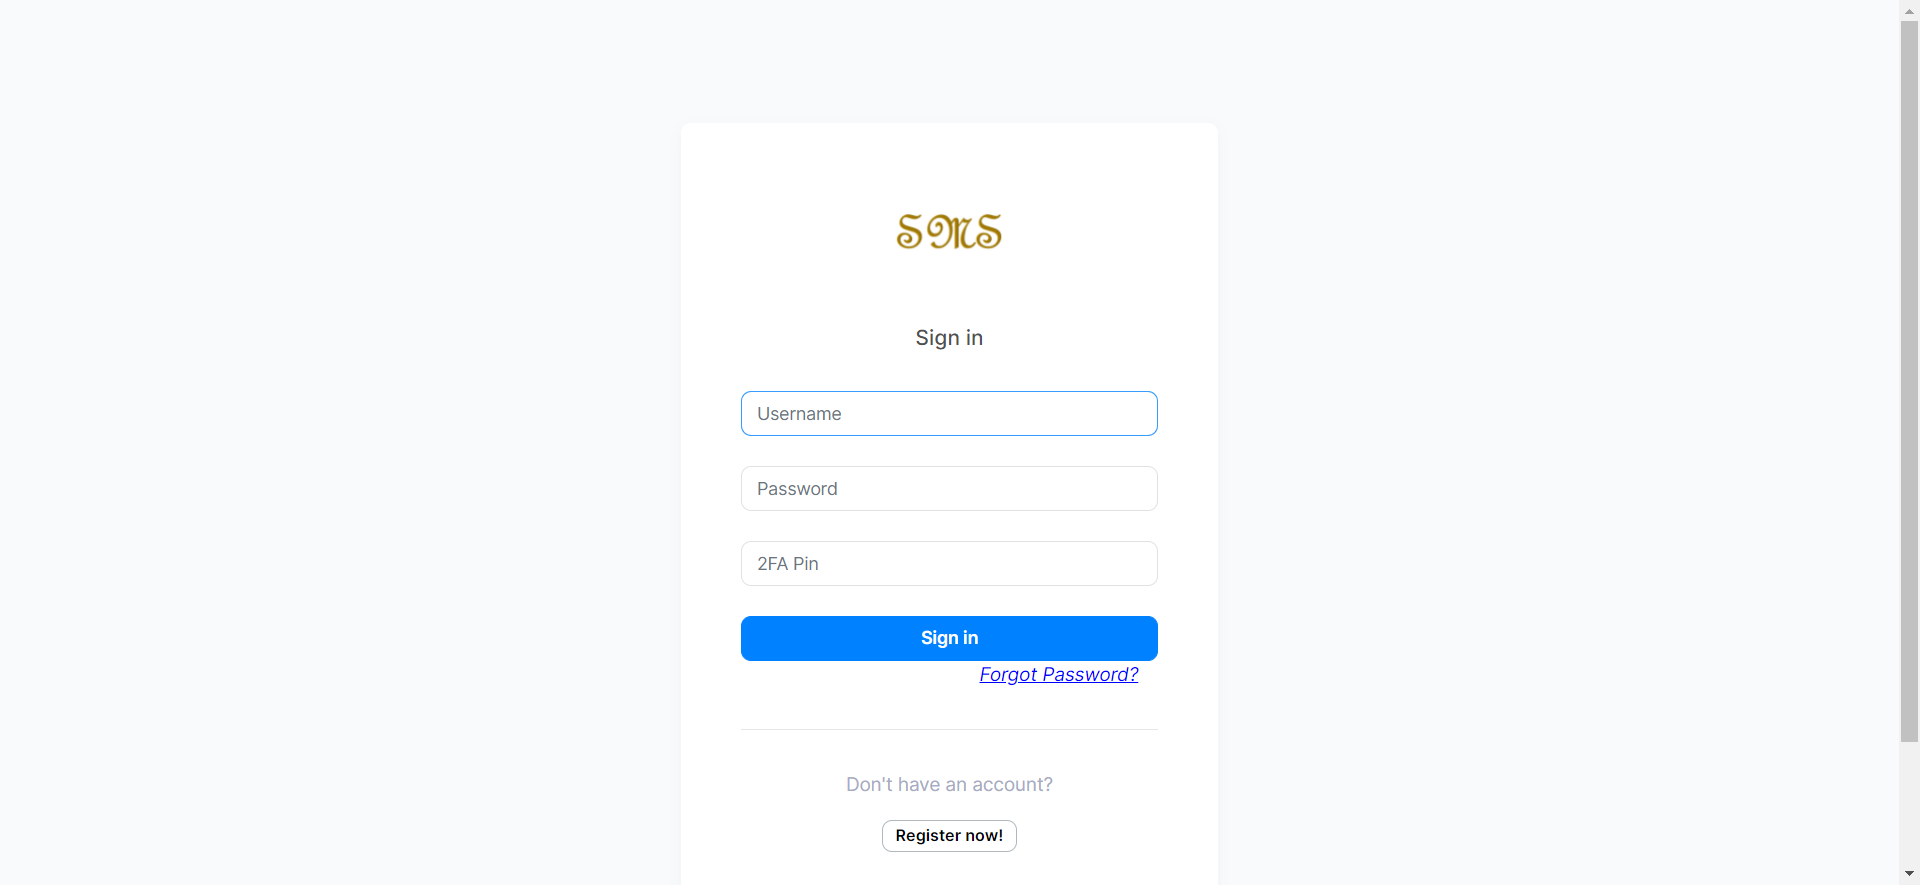 SMS
Sign in
Username
Password
2FA Pin
Sign in
Forgot Password?
Don't have an account?
Register now!